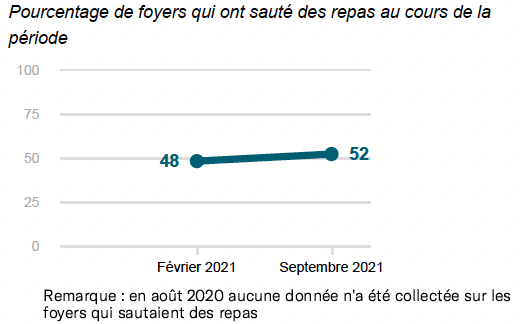 Pourcentage de foyers qui ont sauté des repas au cours de la
période
100
75
50
25
0
48
52
Février 2021
Septembre 2021
Remarque : en août 2020 aucune donnée n'a été collectée sur les
foyers qui sautaient des repas